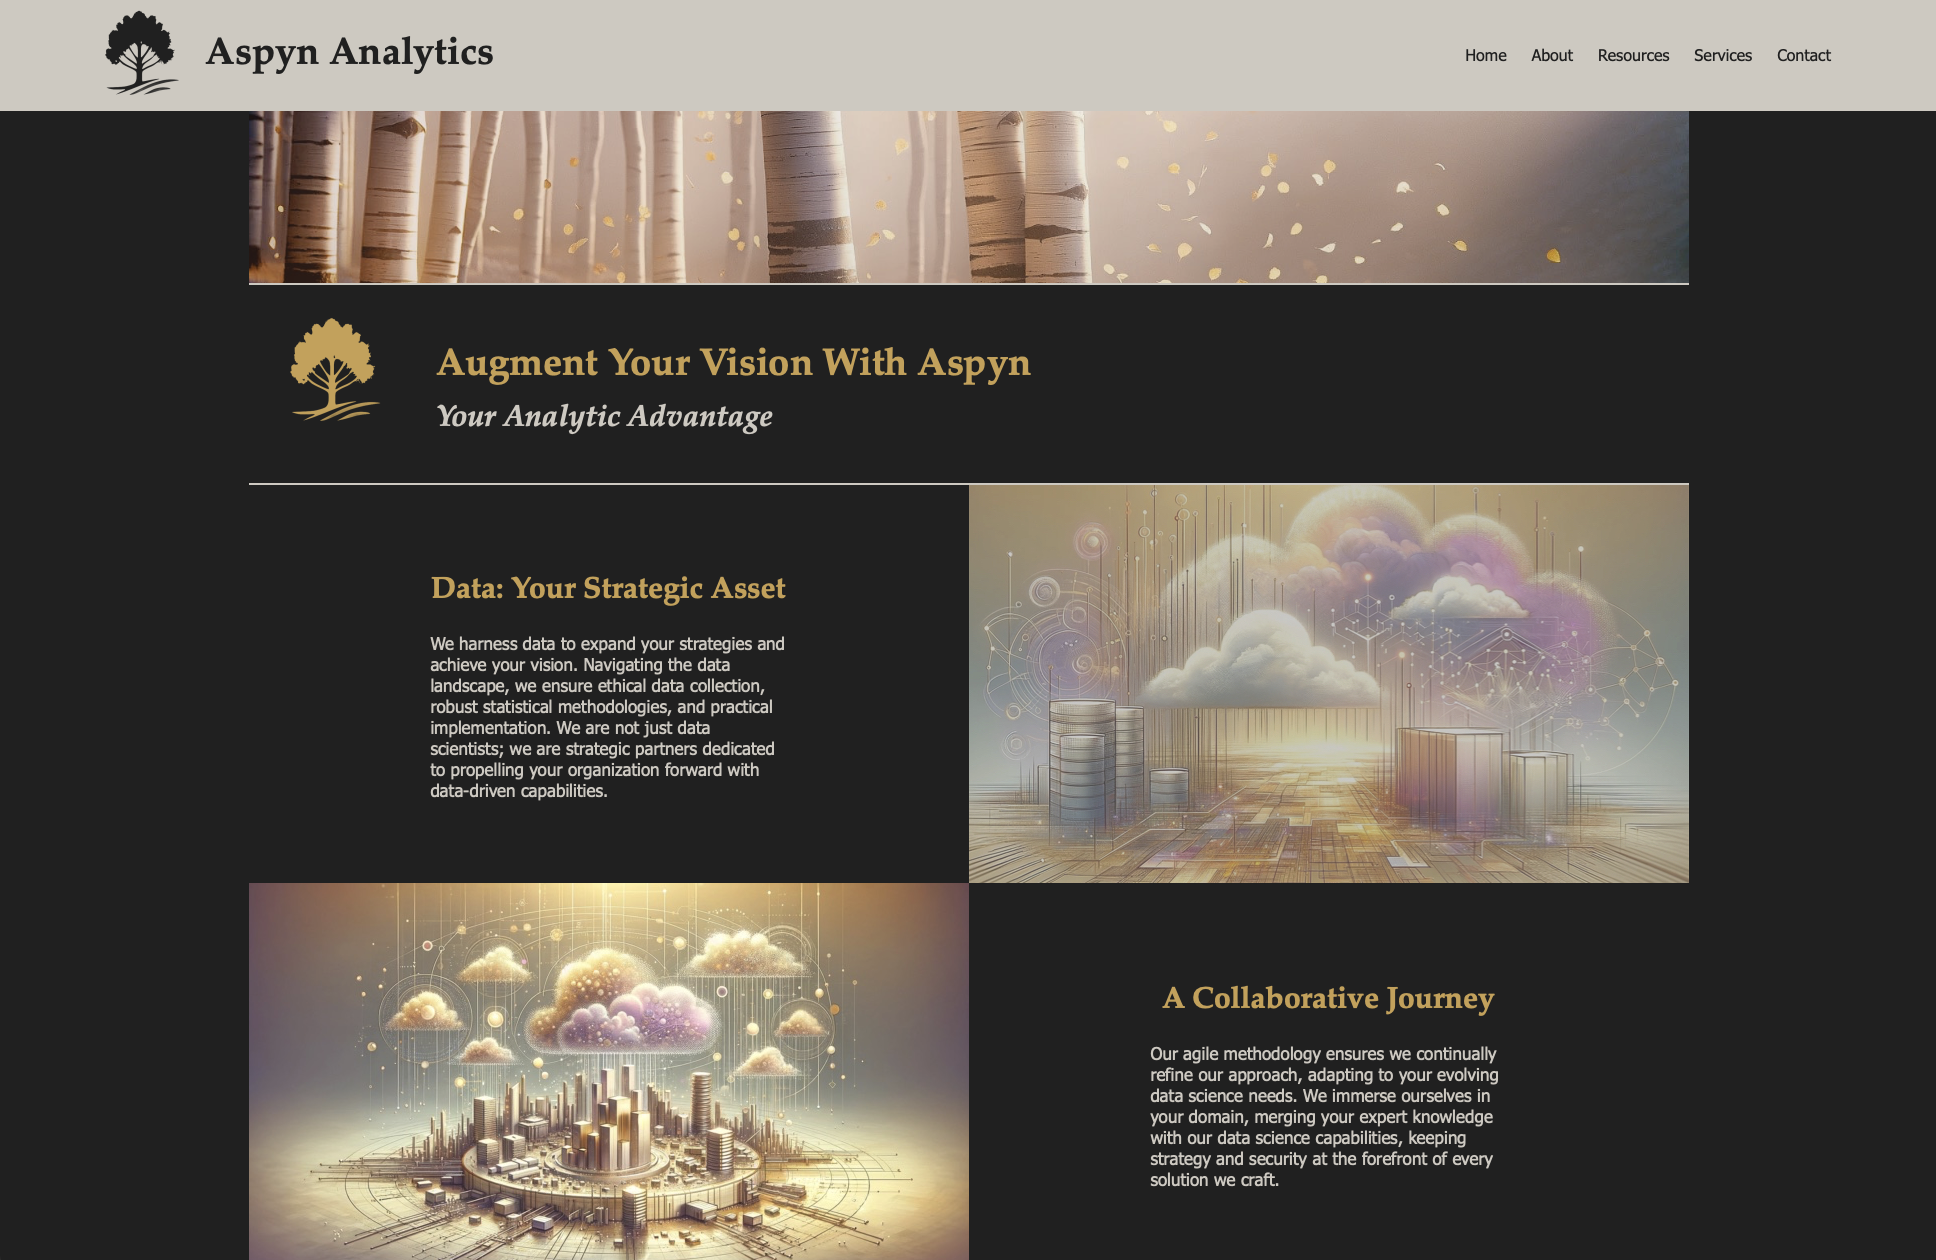 Aspyn Analytics
Home About Resources Services Contact
Augment Your Vision With Aspyn
Your Analytic Advantage
Data: Your Strategic Asset
We harness data to expand your strategies and
achieve your vision. Navigating the data
landscape, we ensure ethical data collection,
robust statistical methodologies, and practical
implementation. We are not just data
scientists; we are strategic partners dedicated
to propelling your organization forward with
data-driven capabilities.
A Collaborative Journey
Our agile methodology ensures we continually
refine our approach, adapting to your evolving
data science needs. We immerse ourselves in
your domain, merging your expert knowledge
with our data science capabilities, keeping
strategy and security at the forefront of every
solution we craft.